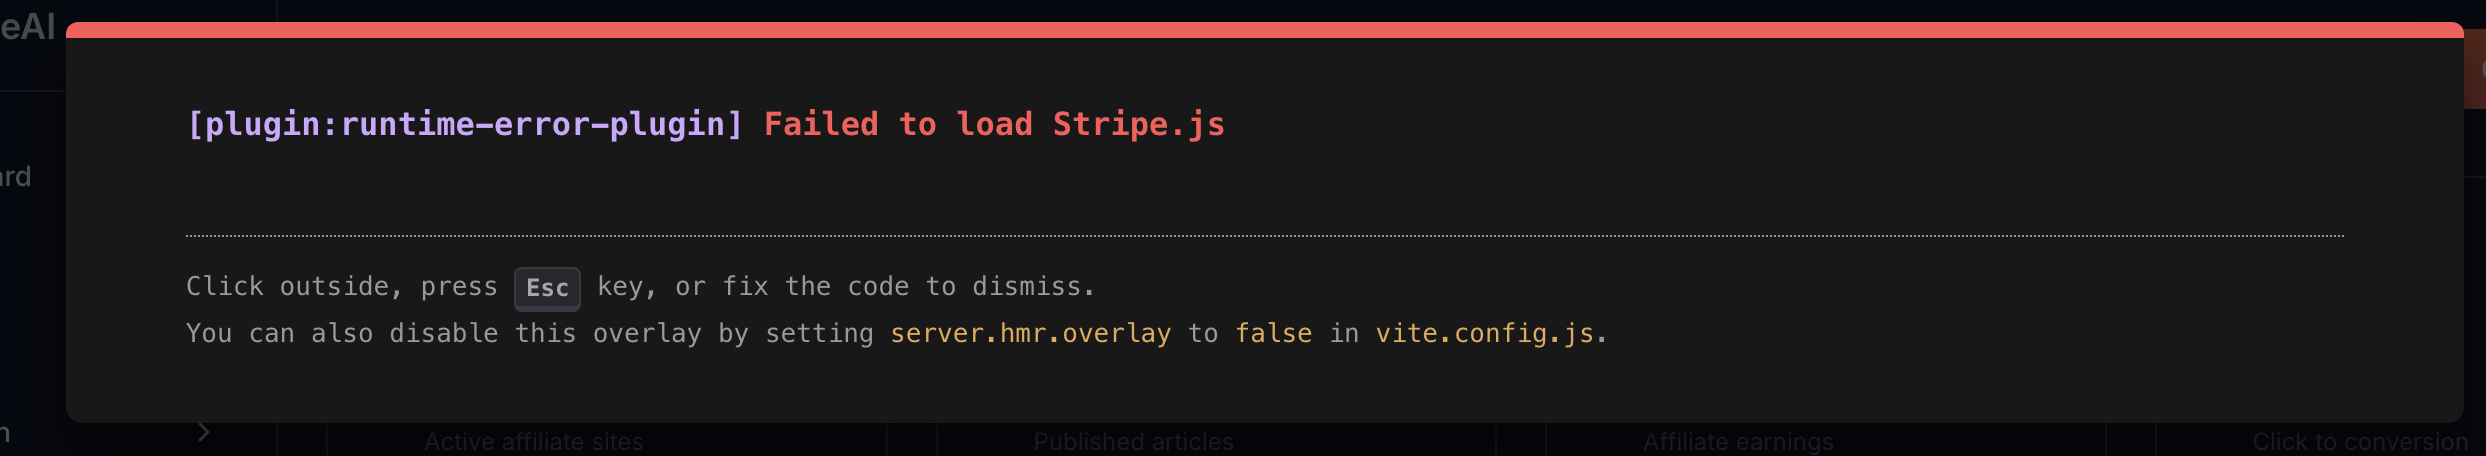 eAI
[plugin:runtime-error-plugin] Failed to load Stripe.js
ard
Click outside, press Esc key, or fix the code to dismiss.
You can also disable this overlay by setting server.hmr.overlay to false in vite.config.js.
n
Active affiliate sites
Published articles
Affiliate earnings
Click to conversion